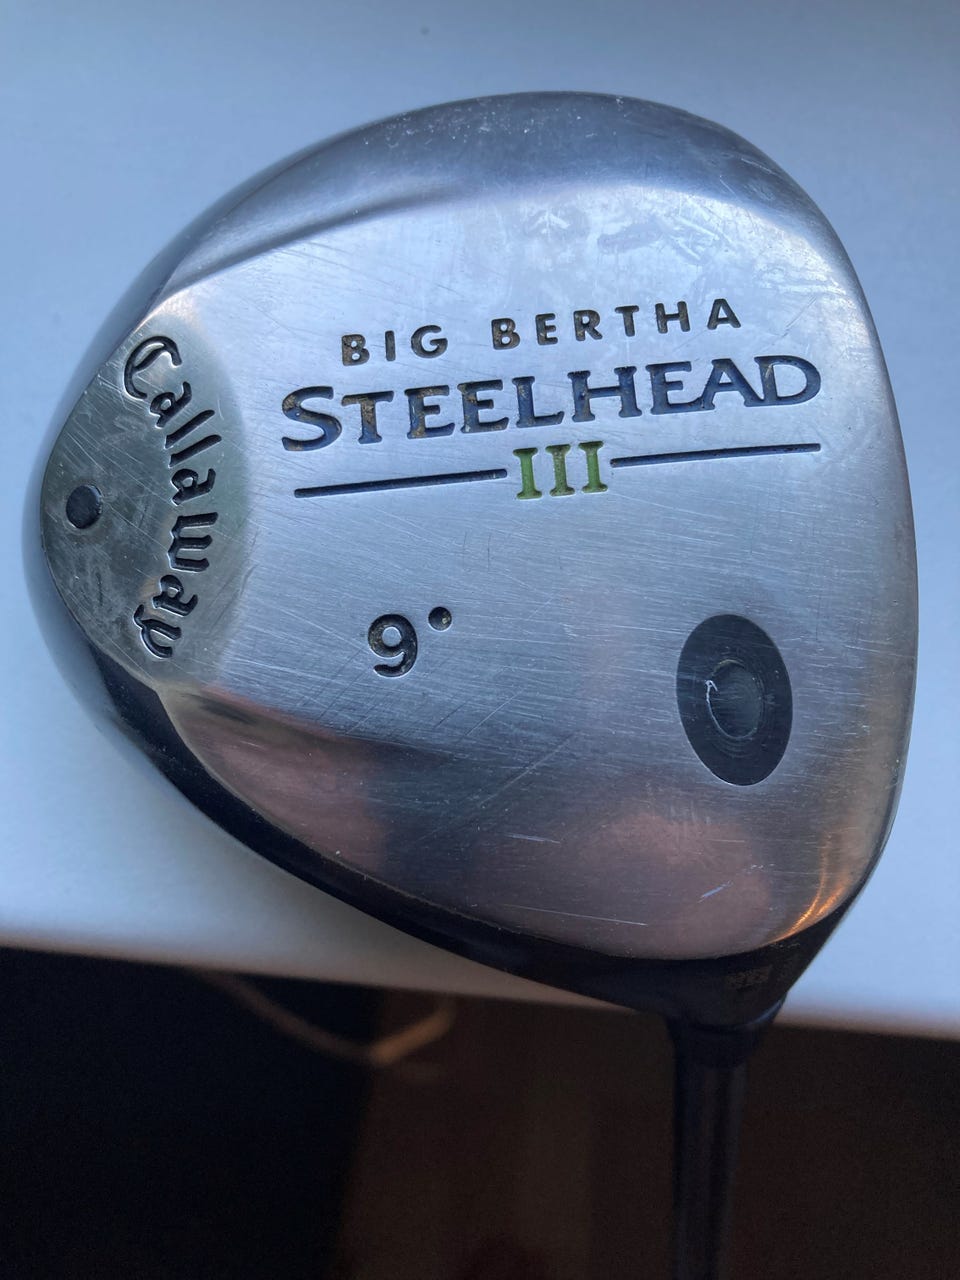 BIG BERTHA
STEELHEAD
III
Callaway
9°